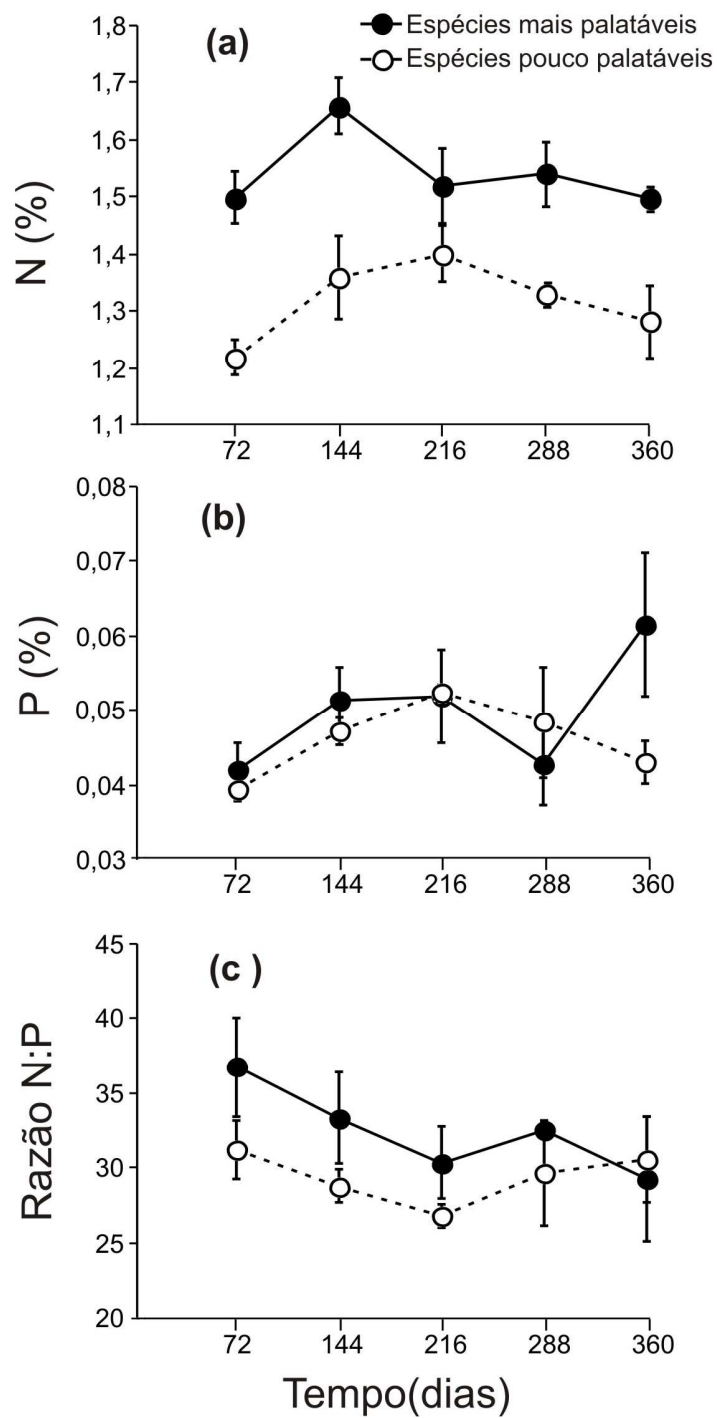 (a)
Espécies mais palatáveis
Espécies pouco palatáveis
N (%)
1,8
1,7
1,6
1,5
1,4
1,3
1,2
1,1
72 144 216 288 360
(b)
P (%)
0,08
0,07
0,06
0,05
0,04
0,03
72 144 216 288 360
(c )
Razão N:P
45
40
35
30
25
20
72 144 216 288 360
Tempo(dias)